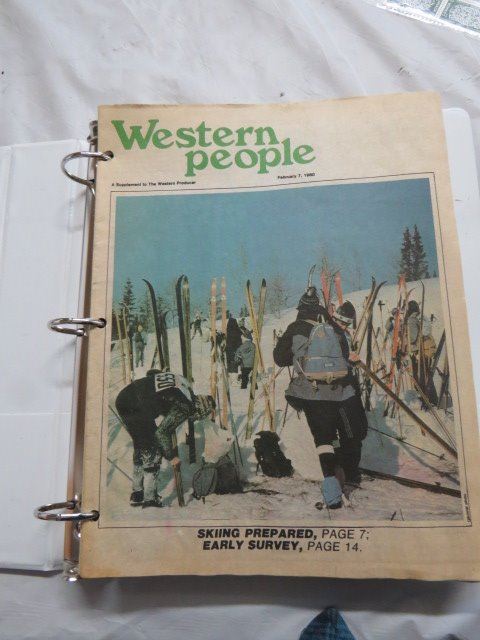 Western
people
A Supplement to The Western Producer
February 7, 1980
SKIING PREPARED, PAGE 7;
EARLY SURVEY, PAGE 14.